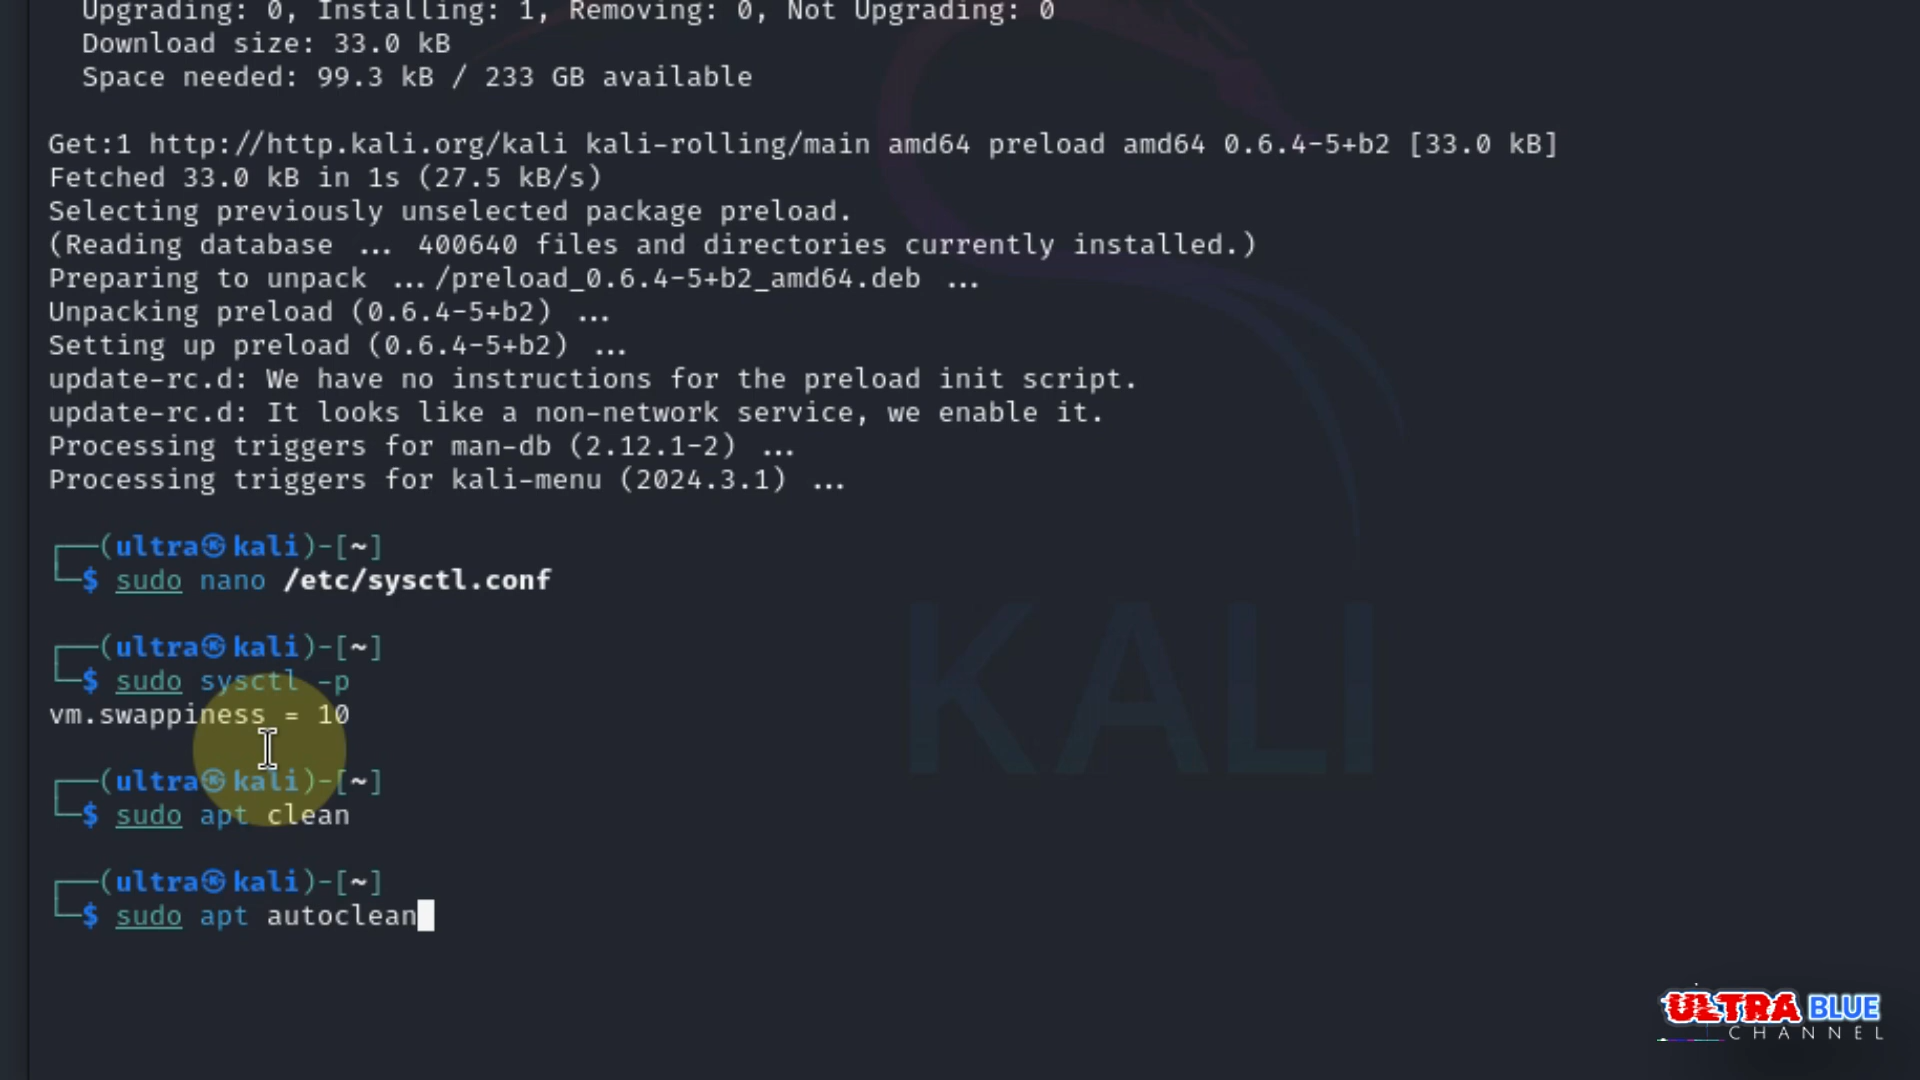 Upgrading: 0, Installing: 1, Removing: 0, Not Upgrading: 0
Download size: 33.0 kB
Space needed: 99.3 kB / 233 GB available
Get:1 http://http.kali.org/kali kali-rolling/main amd64 preload amd64 0.6.4-5+b2 [33.0 kB]
Fetched 33.0 kB in 1s (27.5 kB/s)
Selecting previously unselected package preload.
(Reading database ... 400640 files and directories currently installed.)
Preparing to unpack .../preload_0.6.4-5+b2_amd64.deb ...
Unpacking preload (0.6.4-5+b2) ...
Setting up preload (0.6.4-5+b2) ...
update-rc.d: We have no instructions for the preload init script.
update-rc.d: It looks like a non-network service, we enable it.
Processing triggers for man-db (2.12.1-2) ...
Processing triggers for kali-menu (2024.3.1) ...
┌──(ultra㉿kali)-[~]
└─$ sudo nano /etc/sysctl.conf
┌──(ultra㉿kali)-[~]
└─$ sudo sysctl -p
vm.swappiness = 10
┌──(ultra㉿kali)-[~]
└─$ sudo apt clean
┌──(ultra㉿kali)-[~]
└─$ sudo apt autoclean
KALI
ULTRA BLUE
CHANNEL